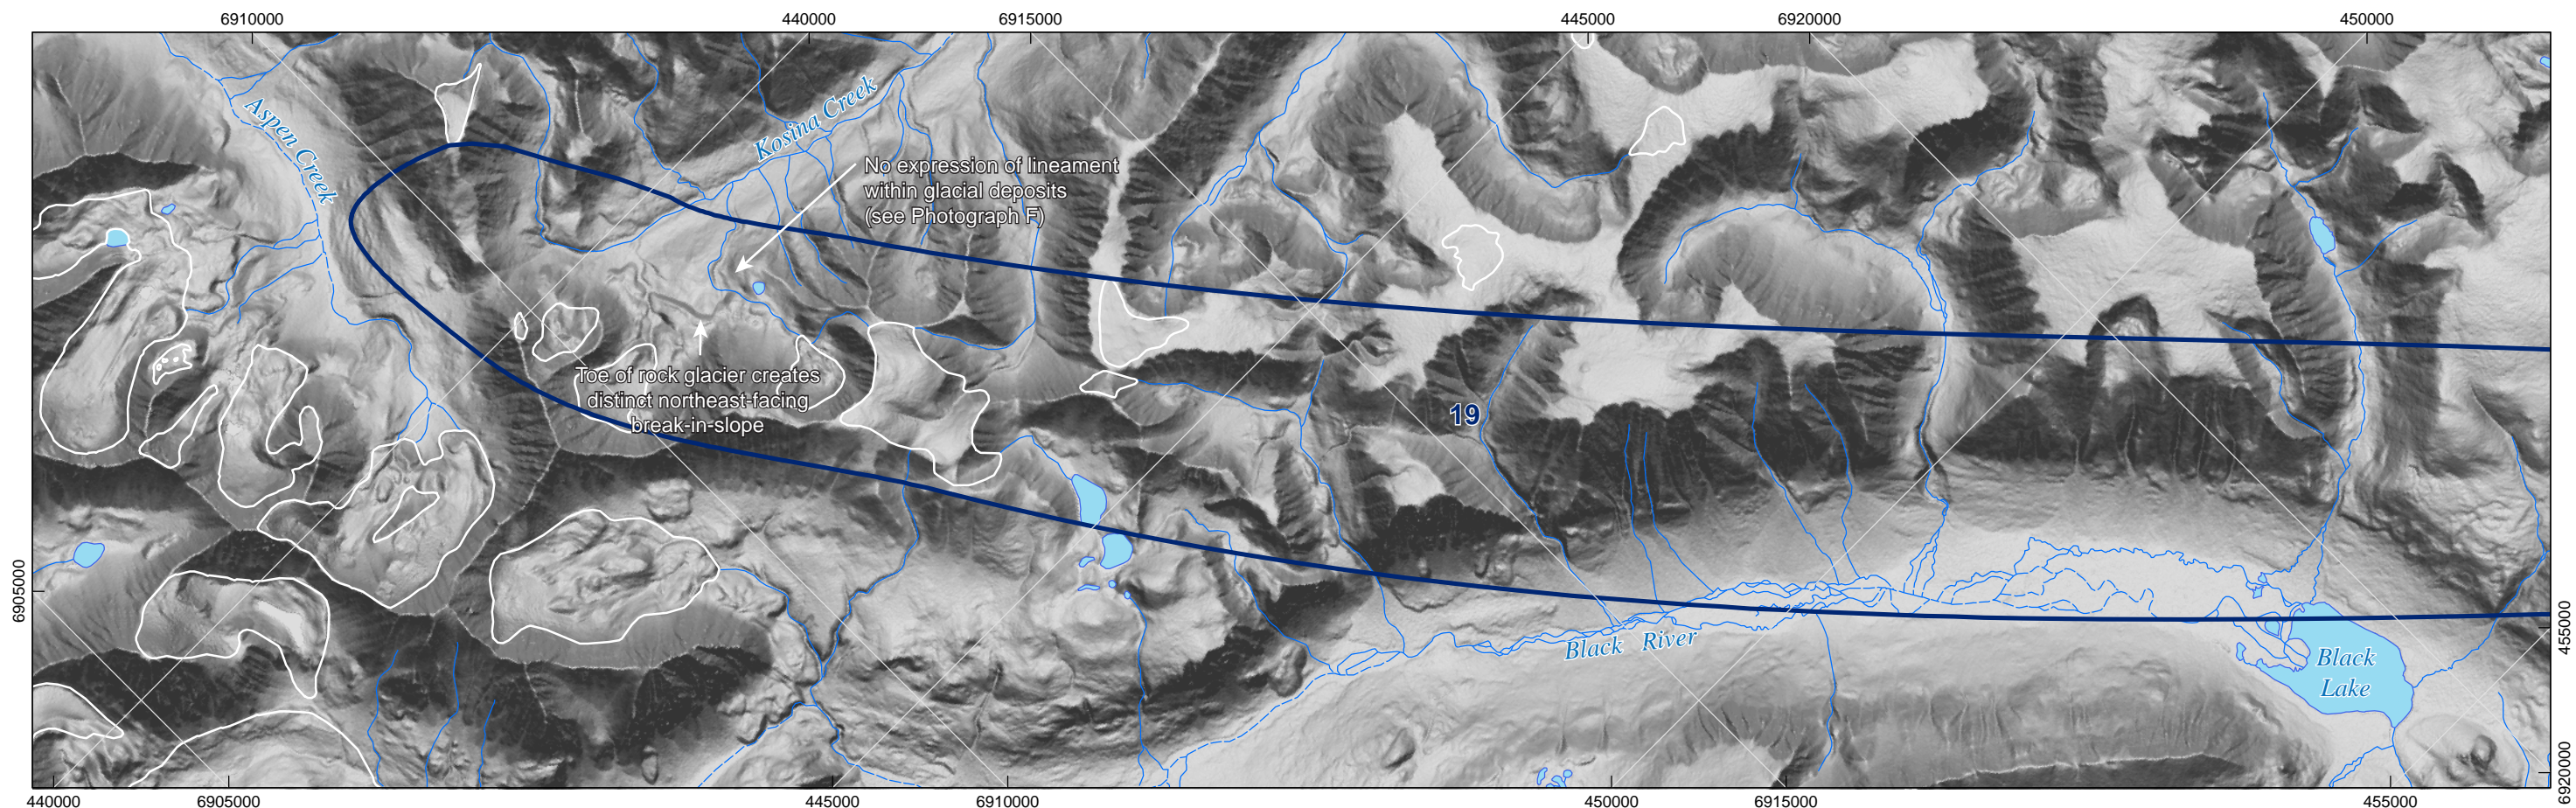 6910000
440000
6915000
445000
6920000
450000
Aspen Creek
Kosina Creek
No expression of lineament
within glacial deposits
(see Photograph F)
Toe of rock glacier creates
distinct northeast-facing
break-in-slope
19
6905000
Black River
Black
Lake
455000
6920000
440000
6905000
445000
6910000
450000
6915000
455000